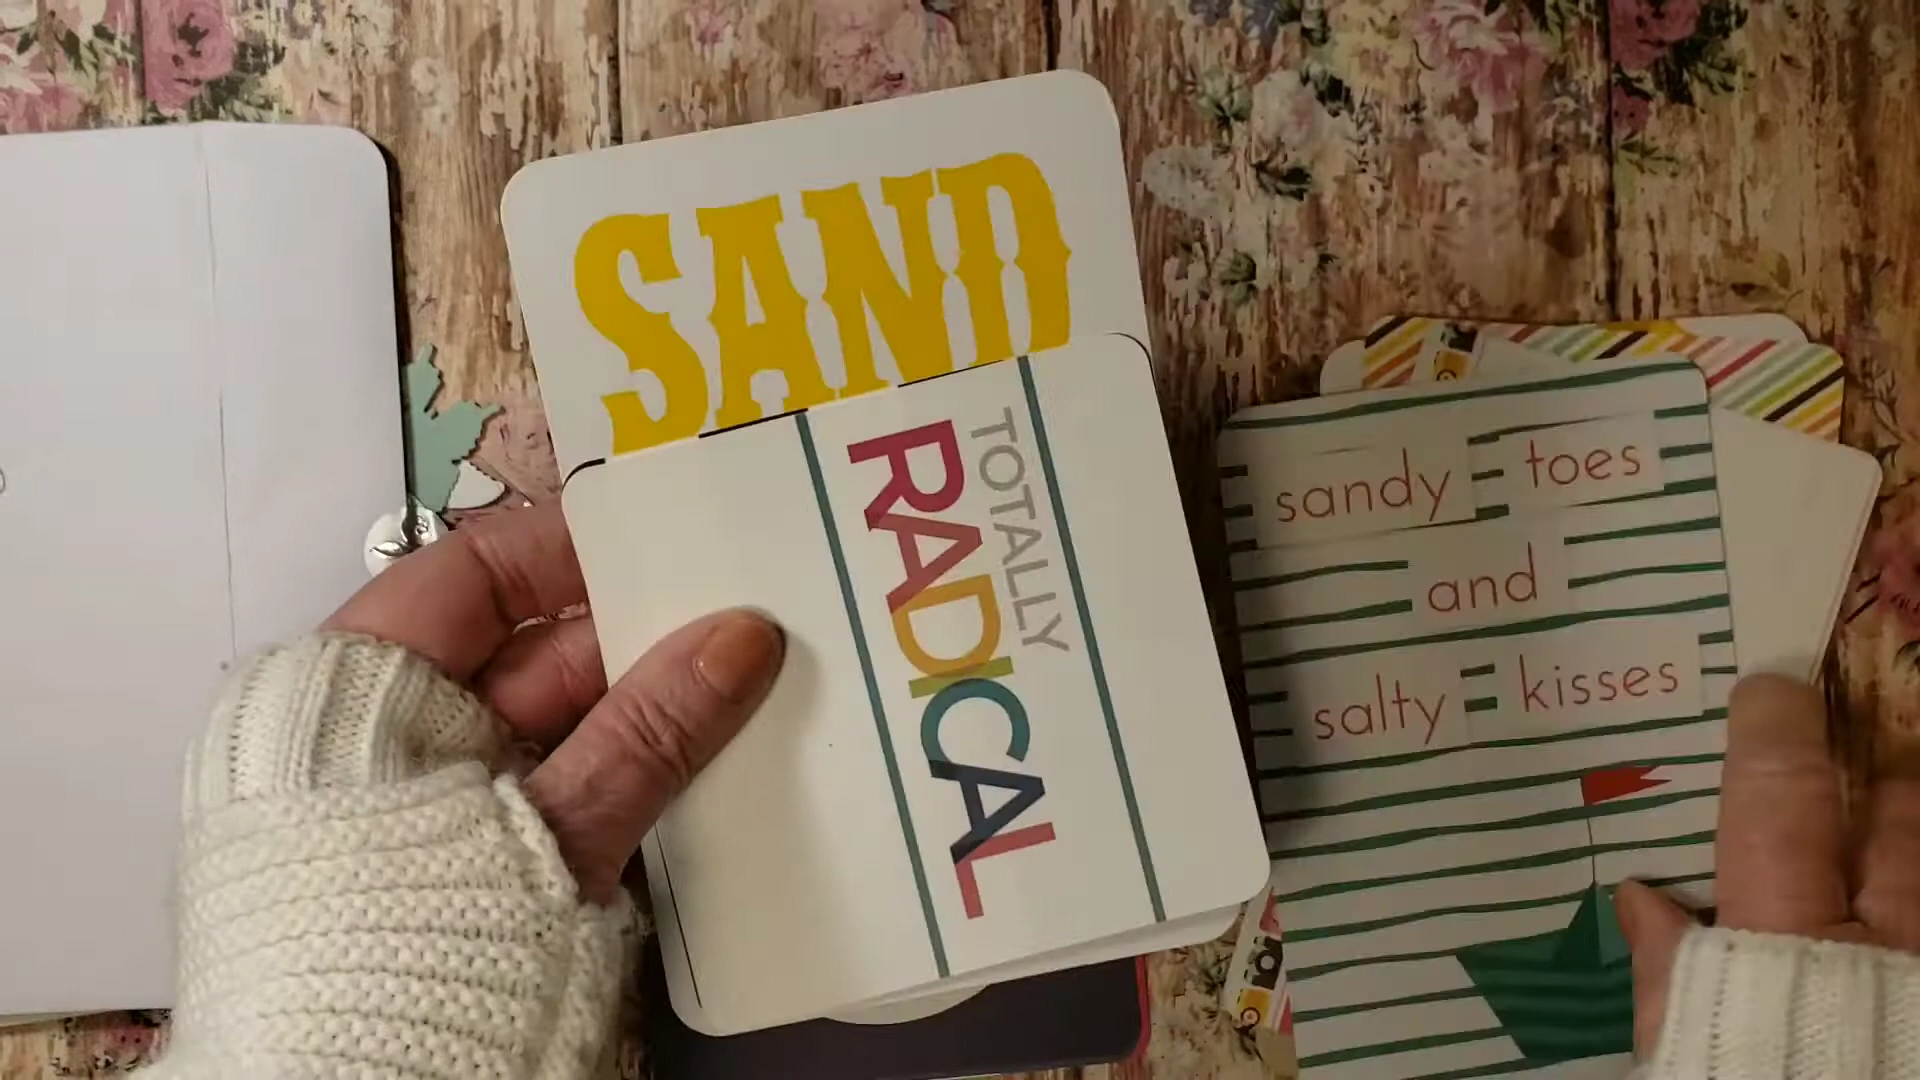 SAND
TOTALLY
RADICAL
sandy toes
and
salty kisses